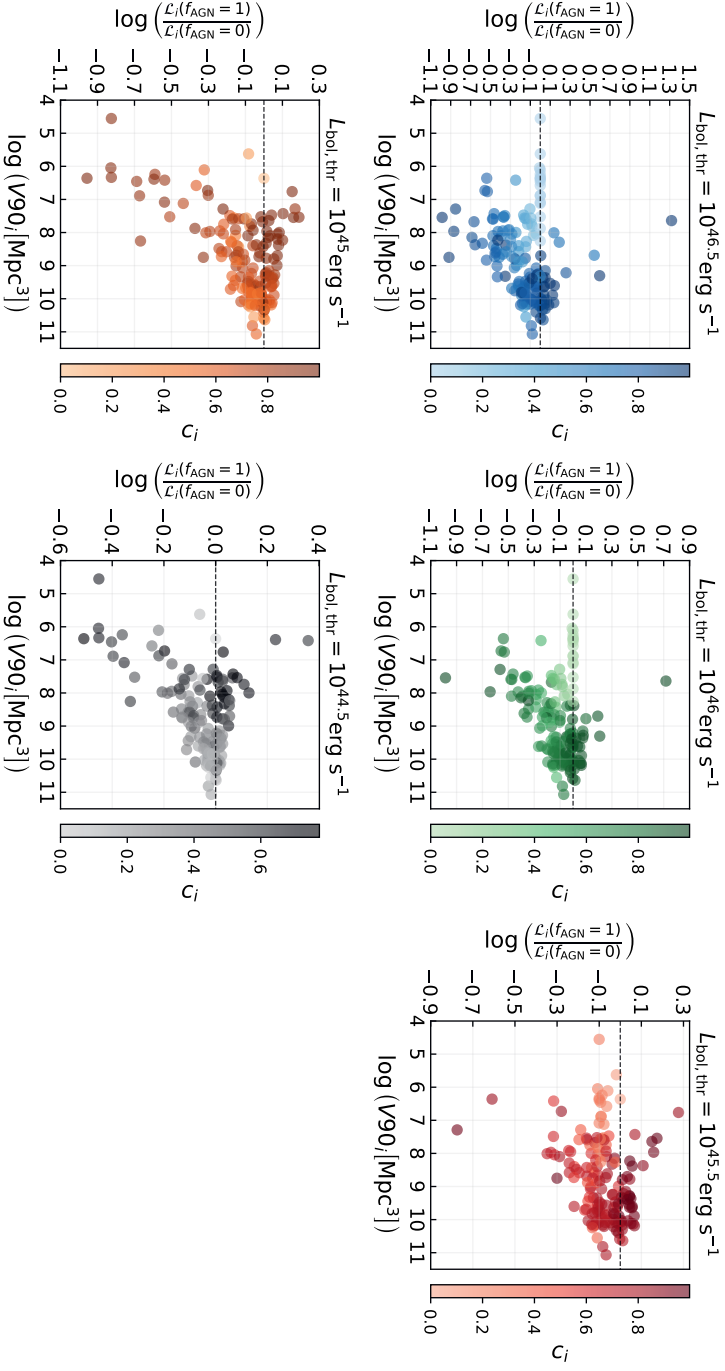 L_bol,thr = 10^46.5 erg s^−1
log (ℒ_i(f_AGN = 1) / ℒ_i(f_AGN = 0))
1.5
1.3
1.1
0.9
0.7
0.5
0.3
0.1
−0.1
−0.3
−0.5
−0.7
−0.9
−1.1
4 5 6 7 8 9 10 11
log (V90_i[Mpc^3])
0.8
0.6
0.4
0.2
0.0
c_i
L_bol,thr = 10^46 erg s^−1
log (ℒ_i(f_AGN = 1) / ℒ_i(f_AGN = 0))
0.9
0.7
0.5
0.3
0.1
−0.1
−0.3
−0.5
−0.7
−0.9
−1.1
4 5 6 7 8 9 10 11
log (V90_i[Mpc^3])
0.8
0.6
0.4
0.2
0.0
c_i
L_bol,thr = 10^45.5 erg s^−1
log (ℒ_i(f_AGN = 1) / ℒ_i(f_AGN = 0))
0.3
0.1
−0.1
−0.3
−0.5
−0.7
−0.9
4 5 6 7 8 9 10 11
log (V90_i[Mpc^3])
0.8
0.6
0.4
0.2
0.0
c_i
L_bol,thr = 10^45 erg s^−1
log (ℒ_i(f_AGN = 1) / ℒ_i(f_AGN = 0))
0.3
0.1
−0.1
−0.3
−0.5
−0.7
−0.9
−1.1
4 5 6 7 8 9 10 11
log (V90_i[Mpc^3])
0.8
0.6
0.4
0.2
0.0
c_i
L_bol,thr = 10^44.5 erg s^−1
log (ℒ_i(f_AGN = 1) / ℒ_i(f_AGN = 0))
0.4
0.2
0.0
−0.2
−0.4
−0.6
4 5 6 7 8 9 10 11
log (V90_i[Mpc^3])
0.6
0.4
0.2
0.0
c_i